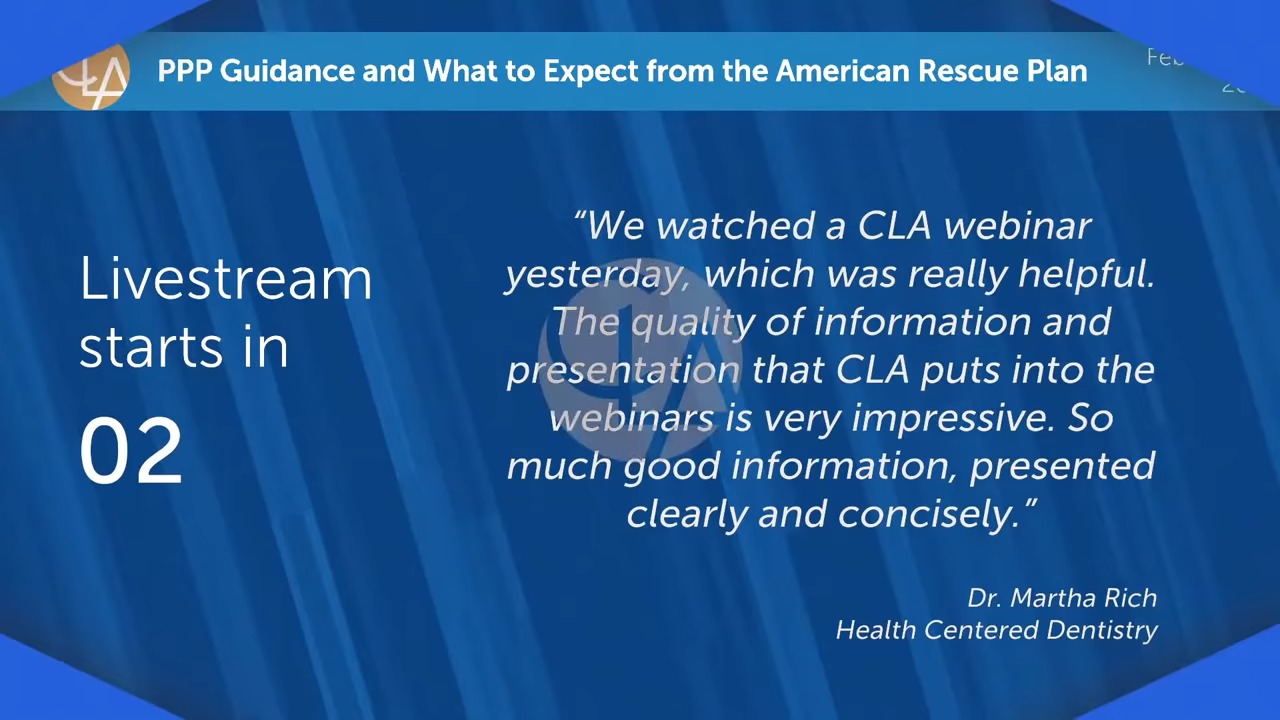 CLA
PPP Guidance and What to Expect from the American Rescue Plan
Livestream
starts in
02
“We watched a CLA webinar
yesterday, which was really helpful.
The quality of information and
presentation that CLA puts into the
webinars is very impressive. So
much good information, presented
clearly and concisely.”
Dr. Martha Rich
Health Centered Dentistry